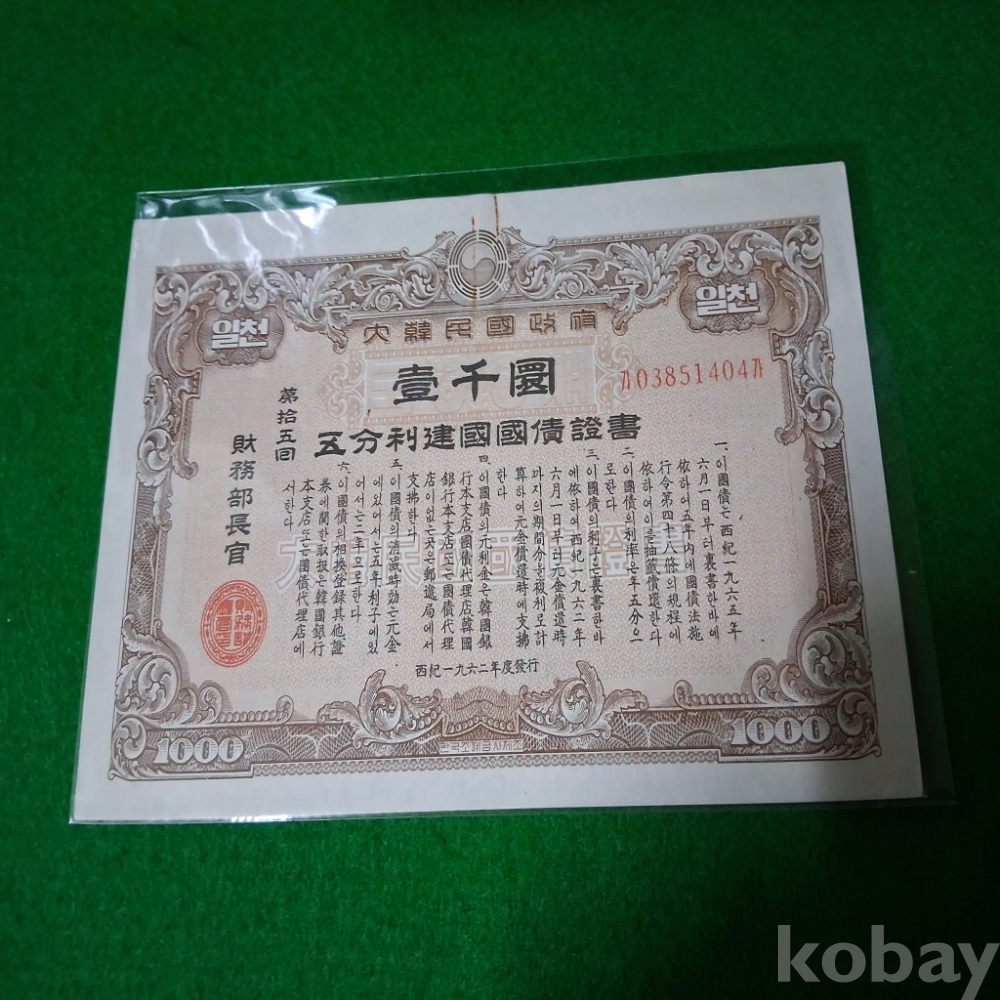 일천
일천
大韓民國政府
壹千圜
가03851404가
第拾五回
五分利建國國債證書
財務部長官
一、이國債는西紀一九六五年
六月一日부터裏書한바에
依하여五年内에國債法施
行令第四十八條의規程에
依하여이를抽籤償還한다
二、이國債의利率은年五分으
로한다
三、이國債의利子는裏書한바
에依하여西紀一九六二年
六月一日부터元金償還時
까지의期間分을複利로計
算하여元金償還時에支拂
한다
四、이國債의元利金은韓國銀
行本支店國債代理店韓國
銀行本支店또는國債代理
店이없는곳은郵遞局에서
支拂한다
五、이國債의消滅時効는元金
에있어서는五年利子에있
어서는二年으로한다
六、이國債의相換登録其他證
券에關한取扱은韓國銀行
本支店또는國債代理店에
서한다
西紀一九六二年度發行
1000
1000
한국조폐공사제조
kobay